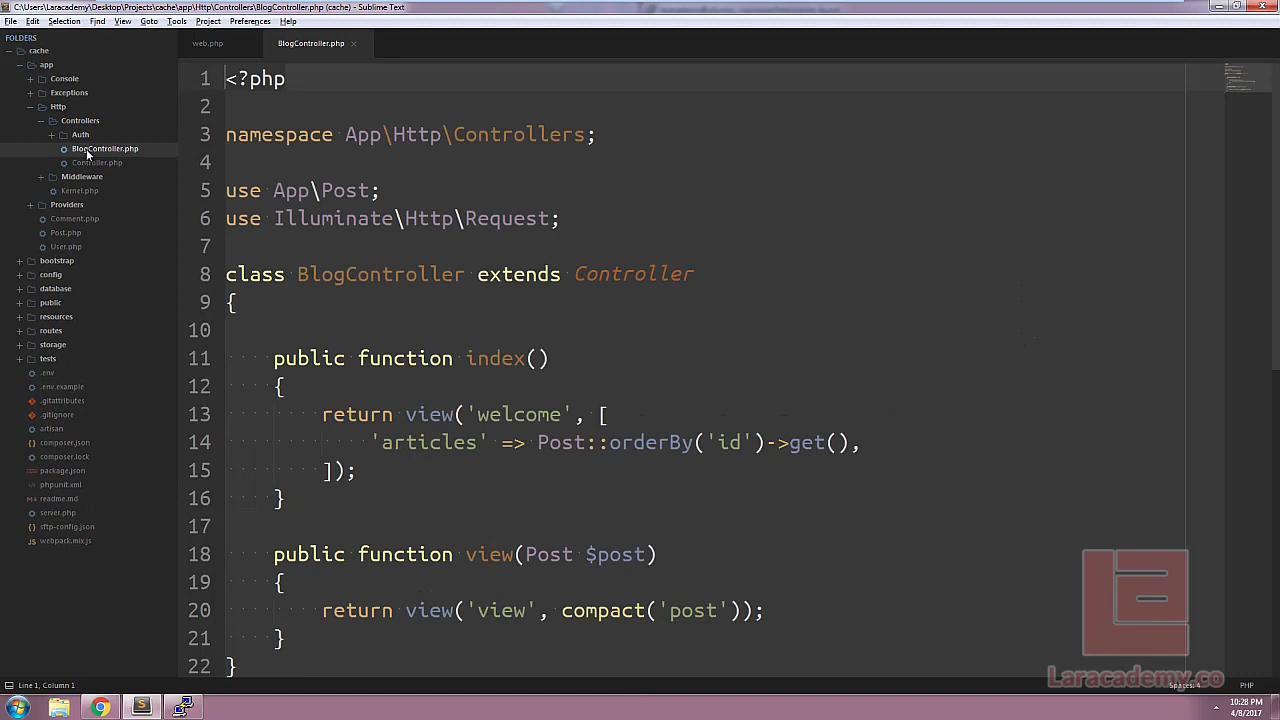 C:\Users\Laracademy\Desktop\Projects\cache\app\Http\Controllers\BlogController.php (cache) - Sublime Text
File Edit Selection Find View Goto Tools Project Preferences Help
FOLDERS
cache
app
Console
Exceptions
Http
Controllers
Auth
BlogController.php
Controller.php
Middleware
Kernel.php
Providers
Comment.php
Post.php
User.php
bootstrap
config
database
public
resources
routes
storage
tests
.env
.env.example
.gitattributes
.gitignore
artisan
composer.json
composer.lock
package.json
phpunit.xml
readme.md
server.php
sftp-config.json
webpack.mix.js
web.php BlogController.php
1 <?php
2
3 namespace App\Http\Controllers;
4
5 use App\Post;
6 use Illuminate\Http\Request;
7
8 class BlogController extends Controller
9 {
10
11 public function index()
12 {
13 return view('welcome', [
14 'articles' => Post::orderBy('id')->get(),
15 ]);
16 }
17
18 public function view(Post $post)
19 {
20 return view('view', compact('post'));
21 }
22 }
Laracademy.co
Line 1, Column 1 Spaces: 4 PHP
10:28 PM
4/8/2017